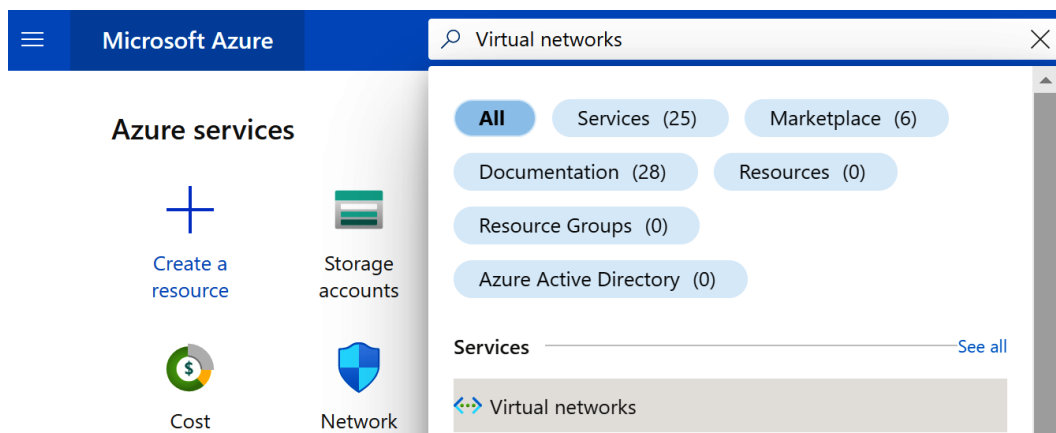 Microsoft Azure
Virtual networks
Azure services
Create a
resource
Storage
accounts
Cost
Network
All
Services (25)
Marketplace (6)
Documentation (28)
Resources (0)
Resource Groups (0)
Azure Active Directory (0)
Services
See all
Virtual networks